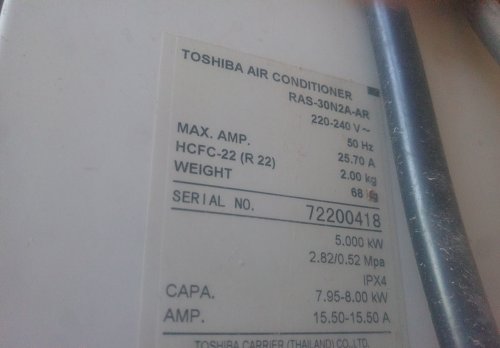 TOSHIBA AIR CONDITIONER
RAS-30N2A-AR
220-240 V~
50 Hz
MAX. AMP. 25.70 A
HCFC-22 (R 22) 2.00 kg
WEIGHT 68 kg
SERIAL NO. 72200418
5.000 kW
2.82/0.52 Mpa
IPX4
CAPA. 7.95-8.00 kW
AMP. 15.50-15.50 A
TOSHIBA CARRIER (THAILAND) CO.,LTD.